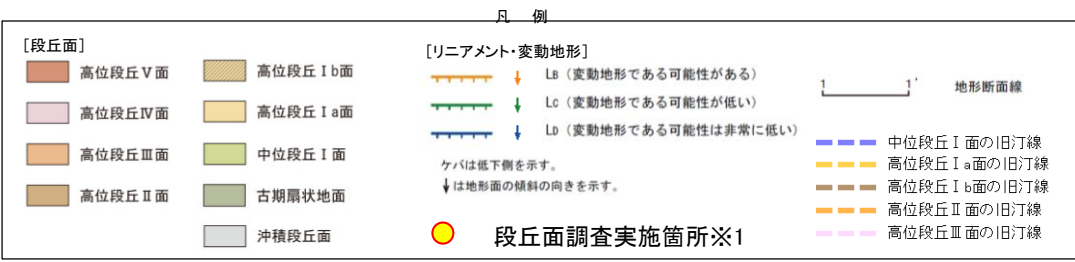 凡 例
[段丘面]
高位段丘Ⅴ面
高位段丘Ⅳ面
高位段丘Ⅲ面
高位段丘Ⅱ面
高位段丘Ⅰb面
高位段丘Ⅰa面
中位段丘Ⅰ面
古期扇状地面
沖積段丘面
[リニアメント・変動地形]
LB（変動地形である可能性がある）
LC（変動地形である可能性が低い）
LD（変動地形である可能性は非常に低い）
ケバは低下側を示す。
↓は地形面の傾斜の向きを示す。
段丘面調査実施箇所※1
1 1' 地形断面線
中位段丘Ⅰ面の旧汀線
高位段丘Ⅰa面の旧汀線
高位段丘Ⅰb面の旧汀線
高位段丘Ⅱ面の旧汀線
高位段丘Ⅲ面の旧汀線